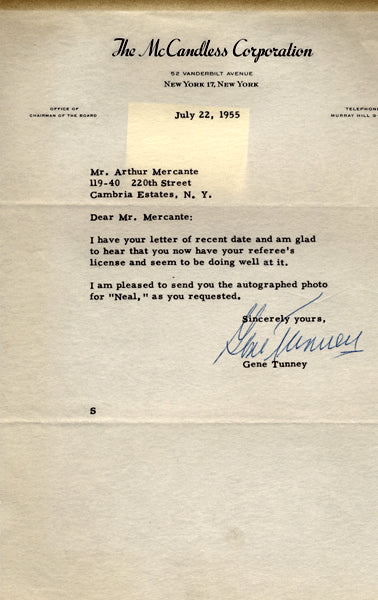 The McCandless Corporation
52 VANDERBILT AVENUE
NEW YORK 17, NEW YORK
OFFICE OF
CHAIRMAN OF THE BOARD
TELEPHONE
MURRAY HILL 9
July 22, 1955
Mr. Arthur Mercante
119-40 220th Street
Cambria Estates, N. Y.
Dear Mr. Mercante:
I have your letter of recent date and am glad
to hear that you now have your referee's
license and seem to be doing well at it.
I am pleased to send you the autographed photo
for "Neal," as you requested.
Sincerely yours,
Gene Tunney
Gene Tunney
S